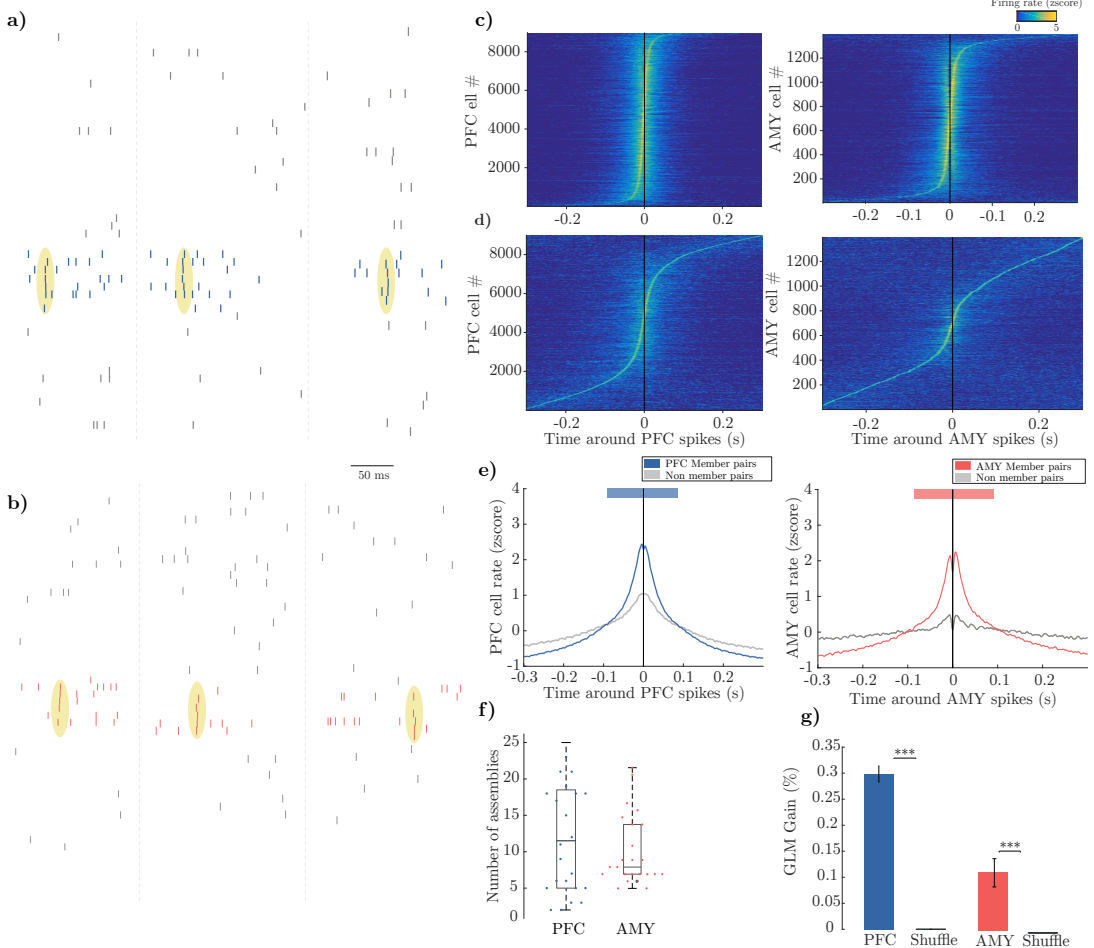 a)
50 ms
b)
c)
Firing rate (zscore)
0 5
PFC ell #
8000
6000
4000
2000
-0.2 0 0.2
AMY cell #
1200
1000
800
600
400
200
-0.2 -0.1 0 -0.1 0.2
d)
PFC cell #
8000
6000
4000
2000
-0.2 0 0.2
Time around PFC spikes (s)
AMY cell #
1200
1000
800
600
400
200
-0.2 0 0.2
Time around AMY spikes (s)
e)
PFC Member pairs
Non member pairs
PFC cell rate (zscore)
4
3
2
1
0
-1
-0.3 -0.2 -0.1 0 0.1 0.2
Time around PFC spikes (s)
AMY Member pairs
Non member pairs
AMY cell rate (zscore)
4
3
2
1
0
-1
-0.3 -0.2 -0.1 0 0.1 0.2
Time around AMY spikes (s)
f)
Number of assemblies
25
20
15
10
5
0
PFC AMY
g)
GLM Gain (%)
0.35
0.3
0.25
0.2
0.15
0.1
0.05
0
***
***
PFC Shuffle AMY Shuffle